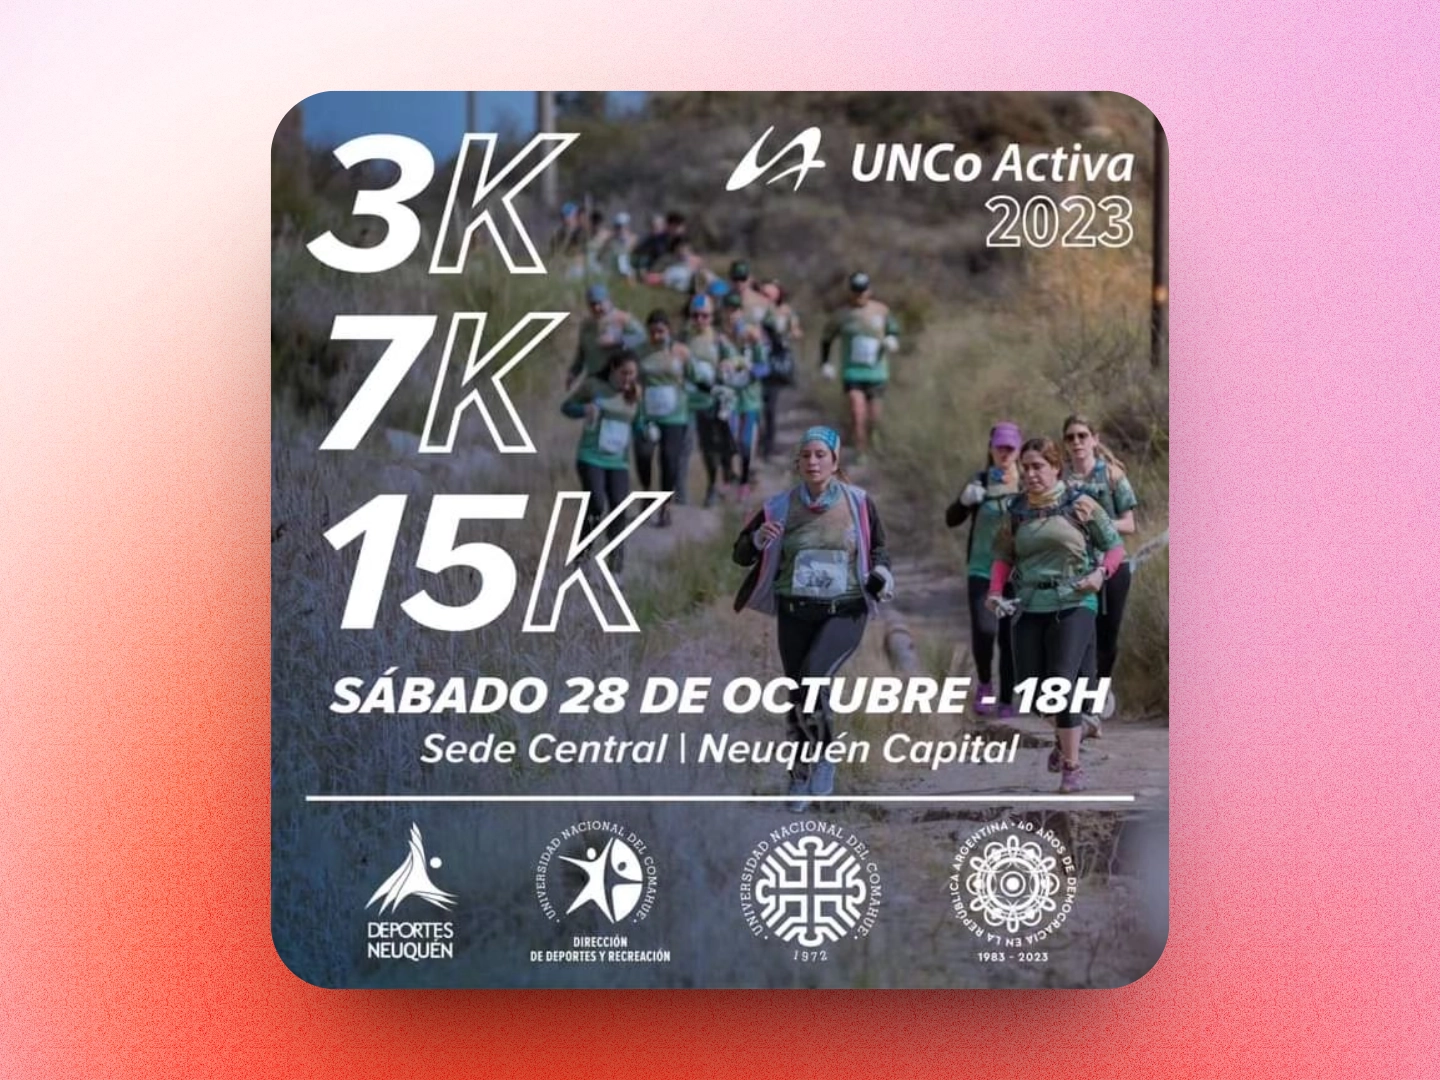 3K
7K
15K
UNCo Activa
2023
SÁBADO 28 DE OCTUBRE - 18H
Sede Central | Neuquén Capital
DEPORTES
NEUQUÉN
· UNIVERSIDAD NACIONAL DEL COMAHUE ·
DIRECCIÓN
DE DEPORTES Y RECREACIÓN
· UNIVERSIDAD NACIONAL DEL COMAHUE ·
1972
40 AÑOS DE DEMOCRACIA EN LA REPÚBLICA ARGENTINA ·
1983 - 2023